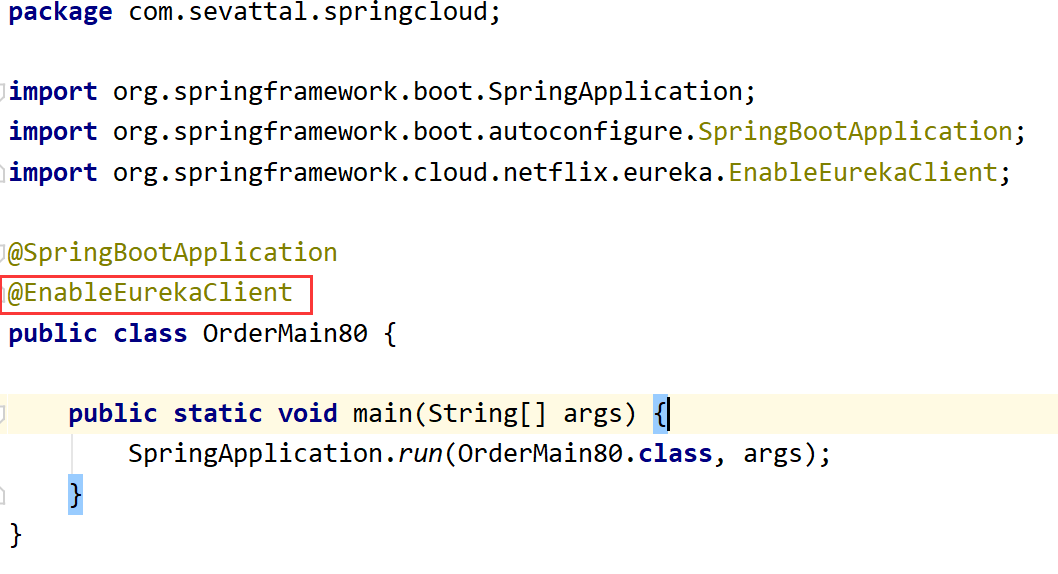 package com.sevattal.springcloud;
import org.springframework.boot.SpringApplication;
import org.springframework.boot.autoconfigure.SpringBootApplication;
import org.springframework.cloud.netflix.eureka.EnableEurekaClient;
@SpringBootApplication
@EnableEurekaClient
public class OrderMain80 {
public static void main(String[] args) {
SpringApplication.run(OrderMain80.class, args);
}
}